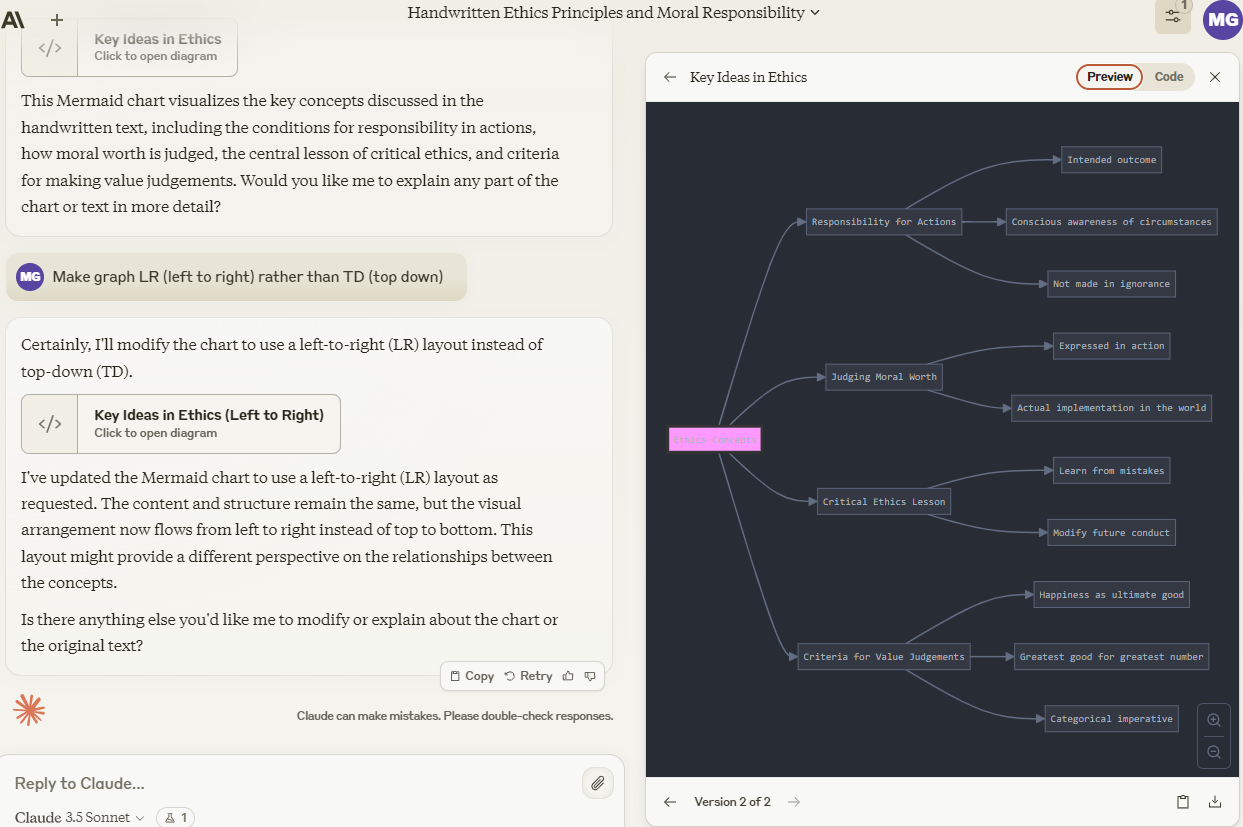 Handwritten Ethics Principles and Moral Responsibility
1
MG
Key Ideas in Ethics
Click to open diagram
This Mermaid chart visualizes the key concepts discussed in the
handwritten text, including the conditions for responsibility in actions,
how moral worth is judged, the central lesson of critical ethics, and criteria
for making value judgements. Would you like me to explain any part of the
chart or text in more detail?
MG Make graph LR (left to right) rather than TD (top down)
Certainly, I'll modify the chart to use a left-to-right (LR) layout instead of
top-down (TD).
Key Ideas in Ethics (Left to Right)
Click to open diagram
I've updated the Mermaid chart to use a left-to-right (LR) layout as
requested. The content and structure remain the same, but the visual
arrangement now flows from left to right instead of top to bottom. This
layout might provide a different perspective on the relationships between
the concepts.
Is there anything else you'd like me to modify or explain about the chart or
the original text?
Copy Retry
Claude can make mistakes. Please double-check responses.
Reply to Claude...
Claude 3.5 Sonnet 1
Key Ideas in Ethics Preview Code
Ethics Concepts
Responsibility for Actions
Intended outcome
Conscious awareness of circumstances
Not made in ignorance
Judging Moral Worth
Expressed in action
Actual implementation in the world
Critical Ethics Lesson
Learn from mistakes
Modify future conduct
Criteria for Value Judgements
Happiness as ultimate good
Greatest good for greatest number
Categorical imperative
Version 2 of 2